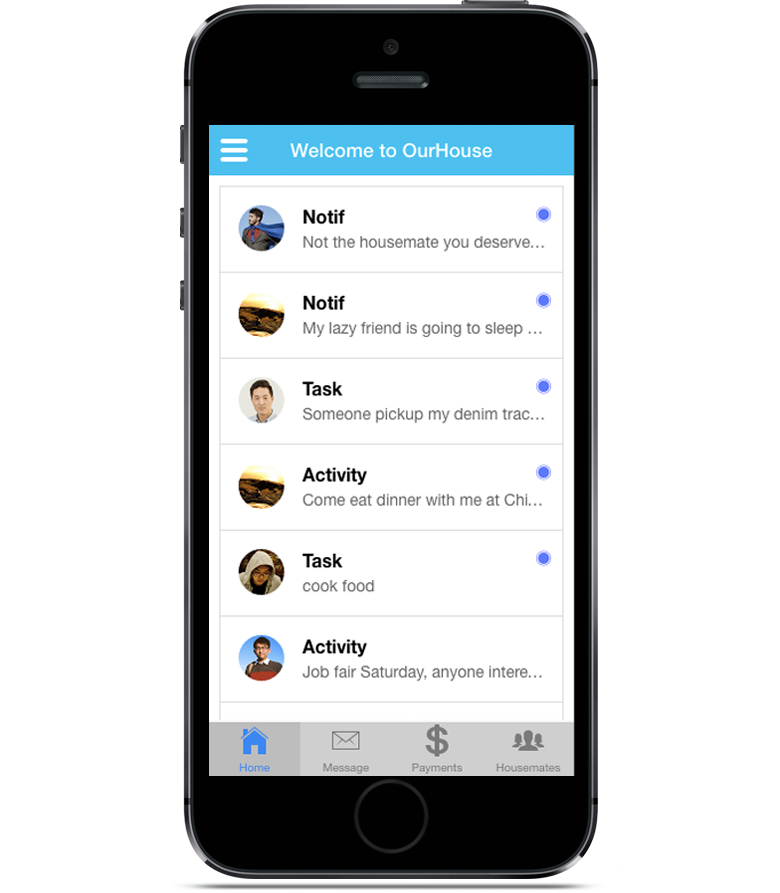 Welcome to OurHouse
Notif
Not the housemate you deserve...
Notif
My lazy friend is going to sleep ...
Task
Someone pickup my denim trac...
Activity
Come eat dinner with me at Chi...
Task
cook food
Activity
Job fair Saturday, anyone intere...
Home Message Payments Housemates